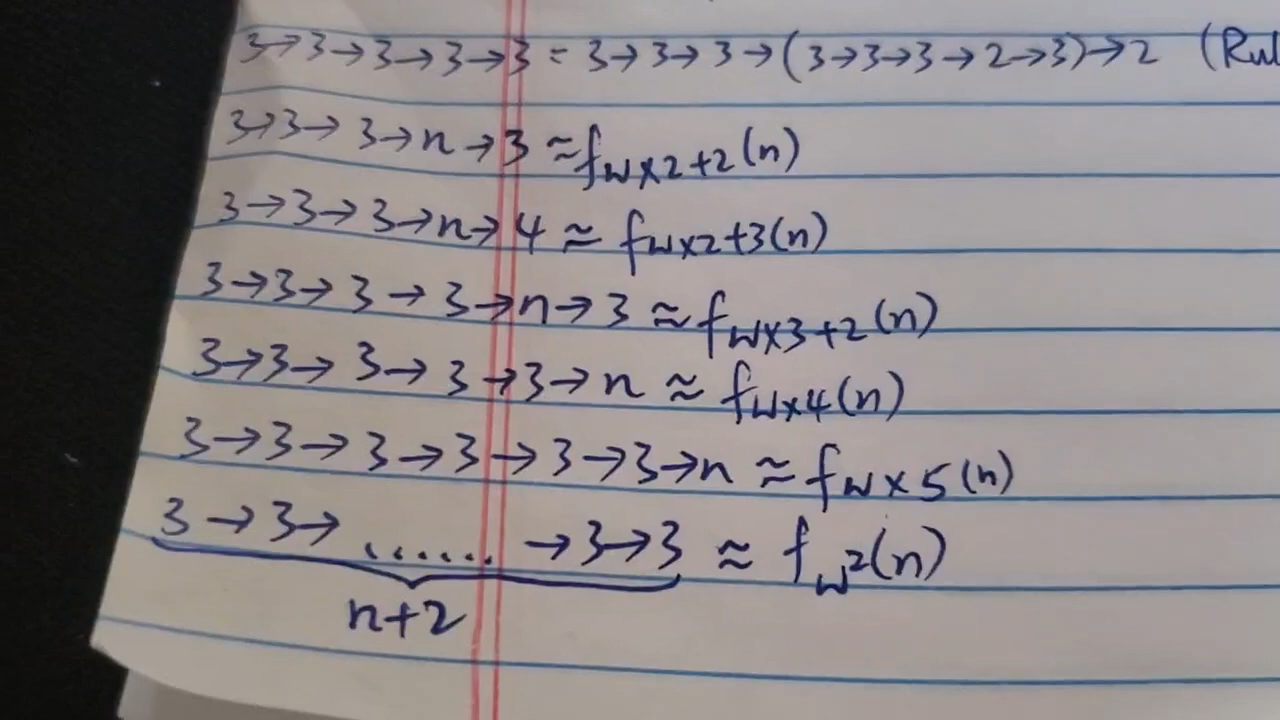 3→3→3→3→3 = 3→3→3→(3→3→3→2→3)→2 (Rul
3→3→3→n→3 ≈ fω×2+2(n)
3→3→3→n→4 ≈ fω×2+3(n)
3→3→3→3→n→3 ≈ fω×3+2(n)
3→3→3→3→3→n ≈ fω×4(n)
3→3→3→3→3→3→n ≈ fω×5(n)
3→3→......→3→3 ≈ fω²(n)
n+2